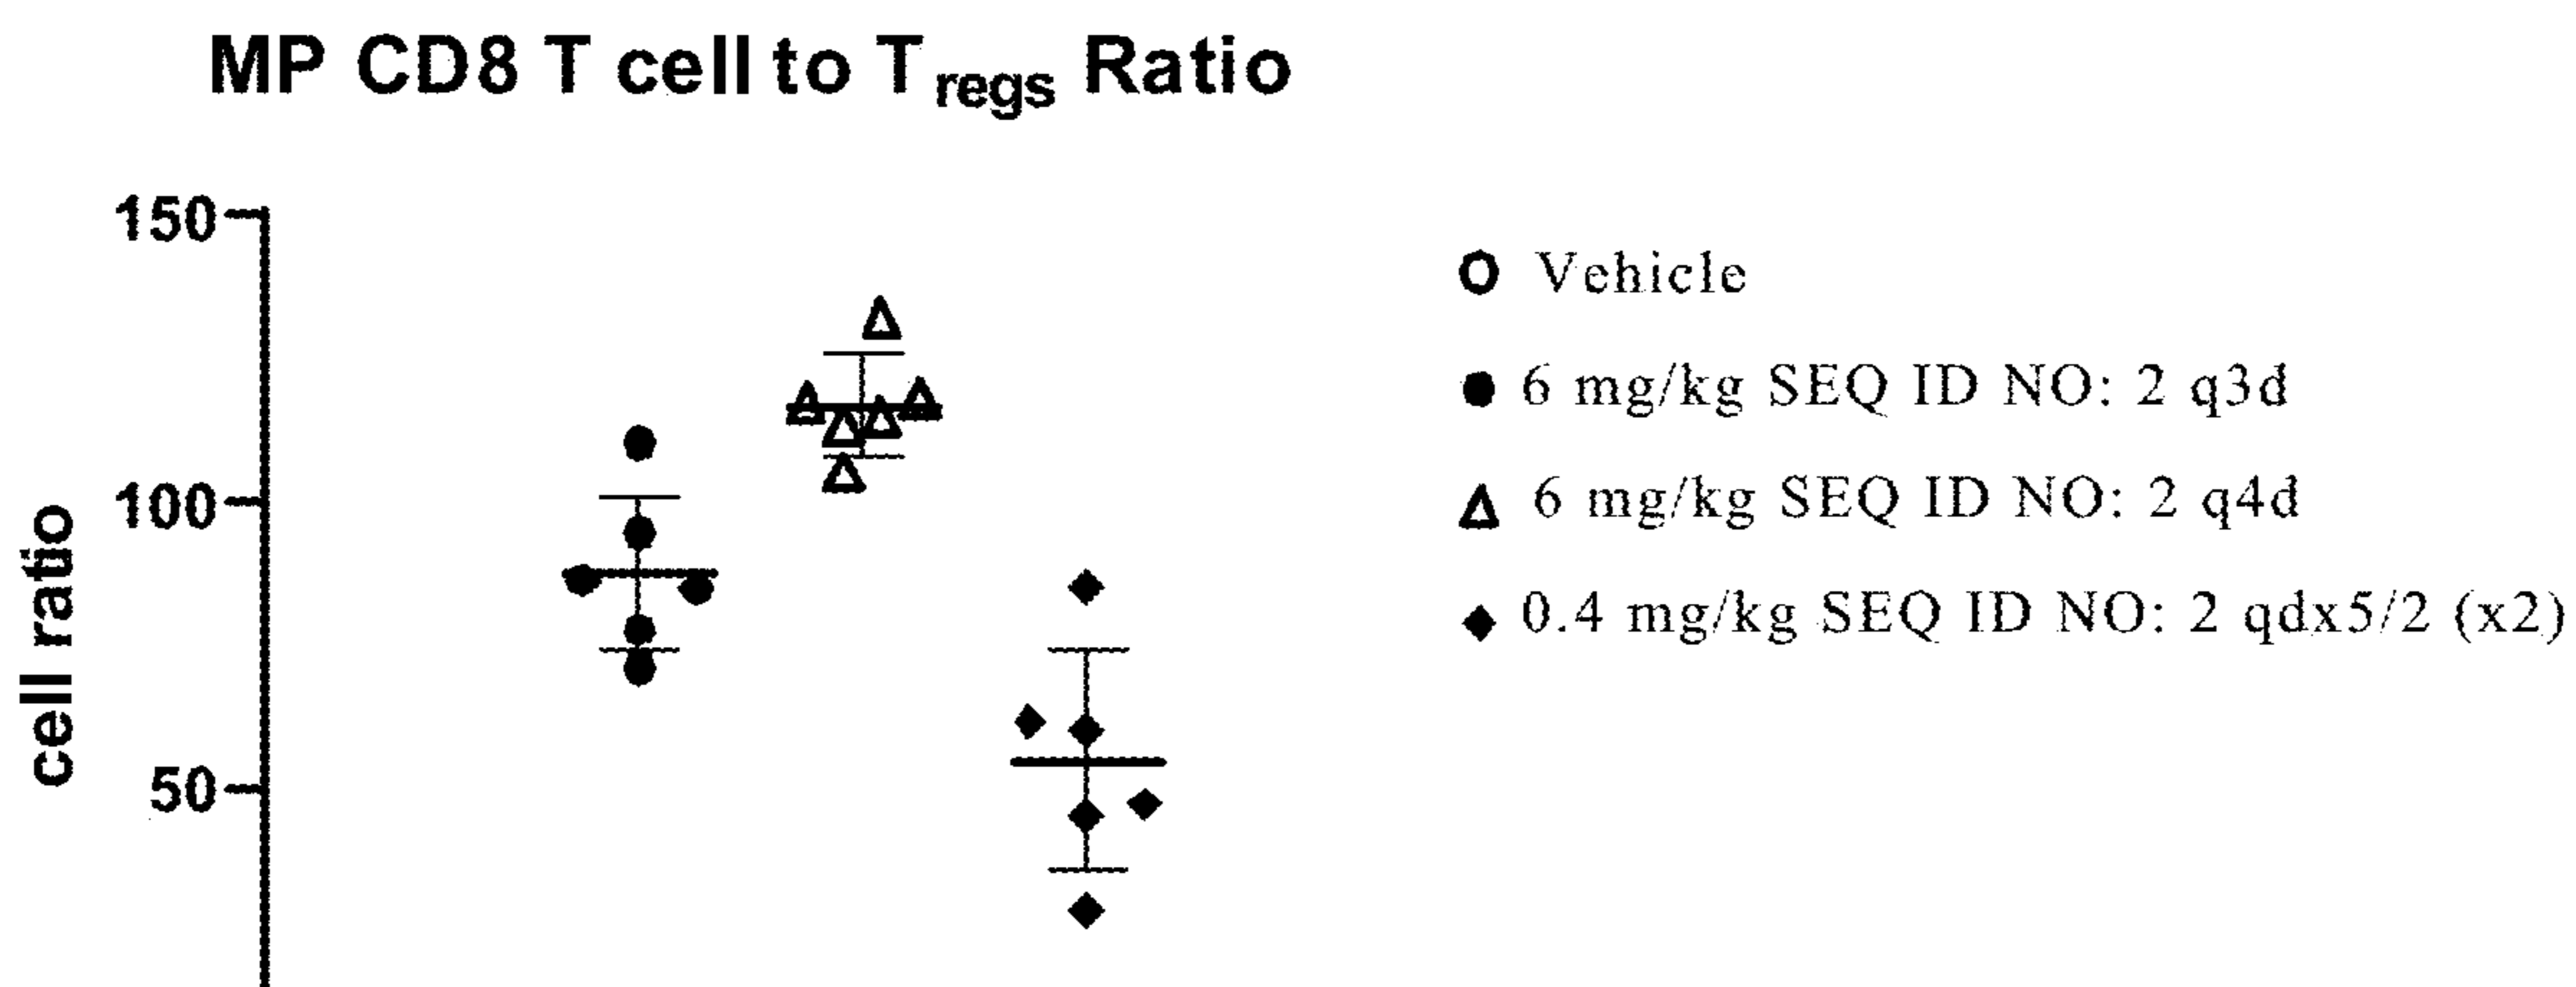 MP CD8 T cell to Tregs Ratio
150
100
50
cell ratio
Vehicle
6 mg/kg SEQ ID NO: 2 q3d
6 mg/kg SEQ ID NO: 2 q4d
0.4 mg/kg SEQ ID NO: 2 qdx5/2 (x2)